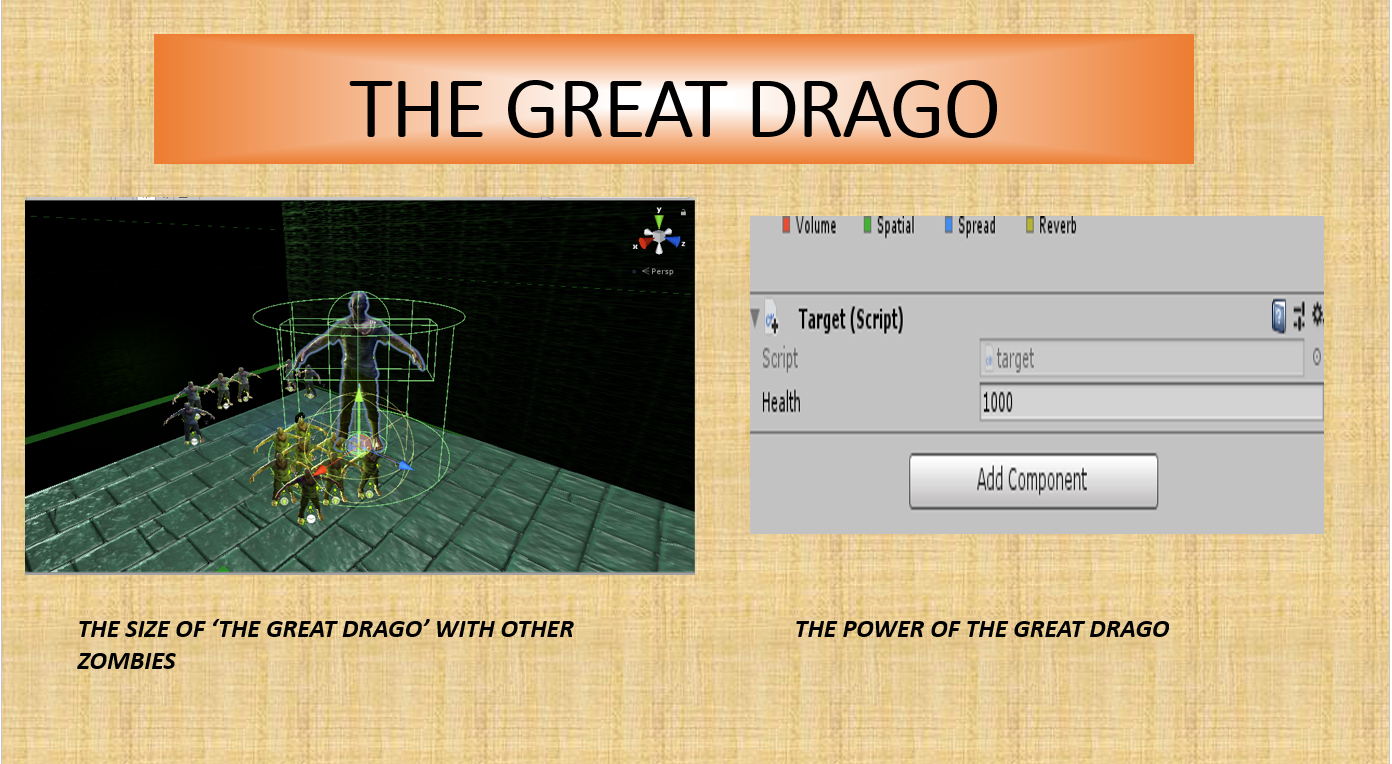 THE GREAT DRAGO
y
x
z
Persp
THE SIZE OF ‘THE GREAT DRAGO’ WITH OTHER
ZOMBIES
Volume Spatial Spread Reverb
Target (Script)
Script target
Health 1000
Add Component
THE POWER OF THE GREAT DRAGO